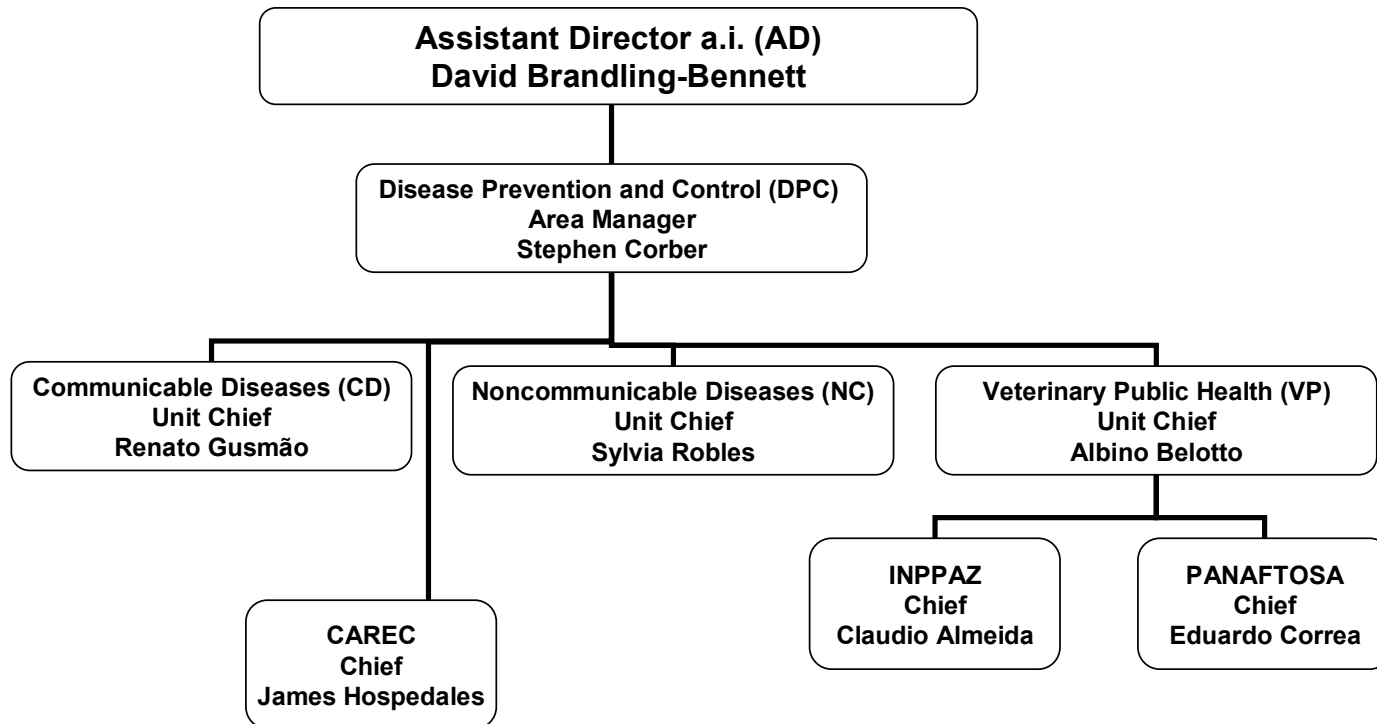 Assistant Director a.i. (AD)
David Brandling-Bennett
Disease Prevention and Control (DPC)
Area Manager
Stephen Corber
Communicable Diseases (CD)
Unit Chief
Renato Gusmão
Noncommunicable Diseases (NC)
Unit Chief
Sylvia Robles
Veterinary Public Health (VP)
Unit Chief
Albino Belotto
INPPAZ
Chief
Claudio Almeida
PANAFTOSA
Chief
Eduardo Correa
CAREC
Chief
James Hospedales